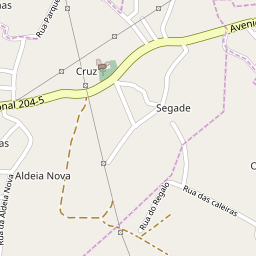 nhas
Rua Parque
Cruz
Aveni
onal 204-5
Segade
as
Aldeia Nova
Rua da Aldeia Nova
Rua do Regalo
Rua das caleiras